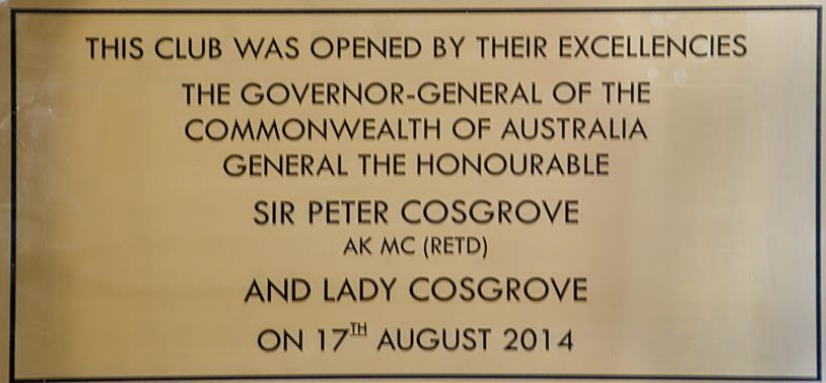 THIS CLUB WAS OPENED BY THEIR EXCELLENCIES
THE GOVERNOR-GENERAL OF THE
COMMONWEALTH OF AUSTRALIA
GENERAL THE HONOURABLE
SIR PETER COSGROVE
AK MC (RETD)
AND LADY COSGROVE
ON 17TH AUGUST 2014